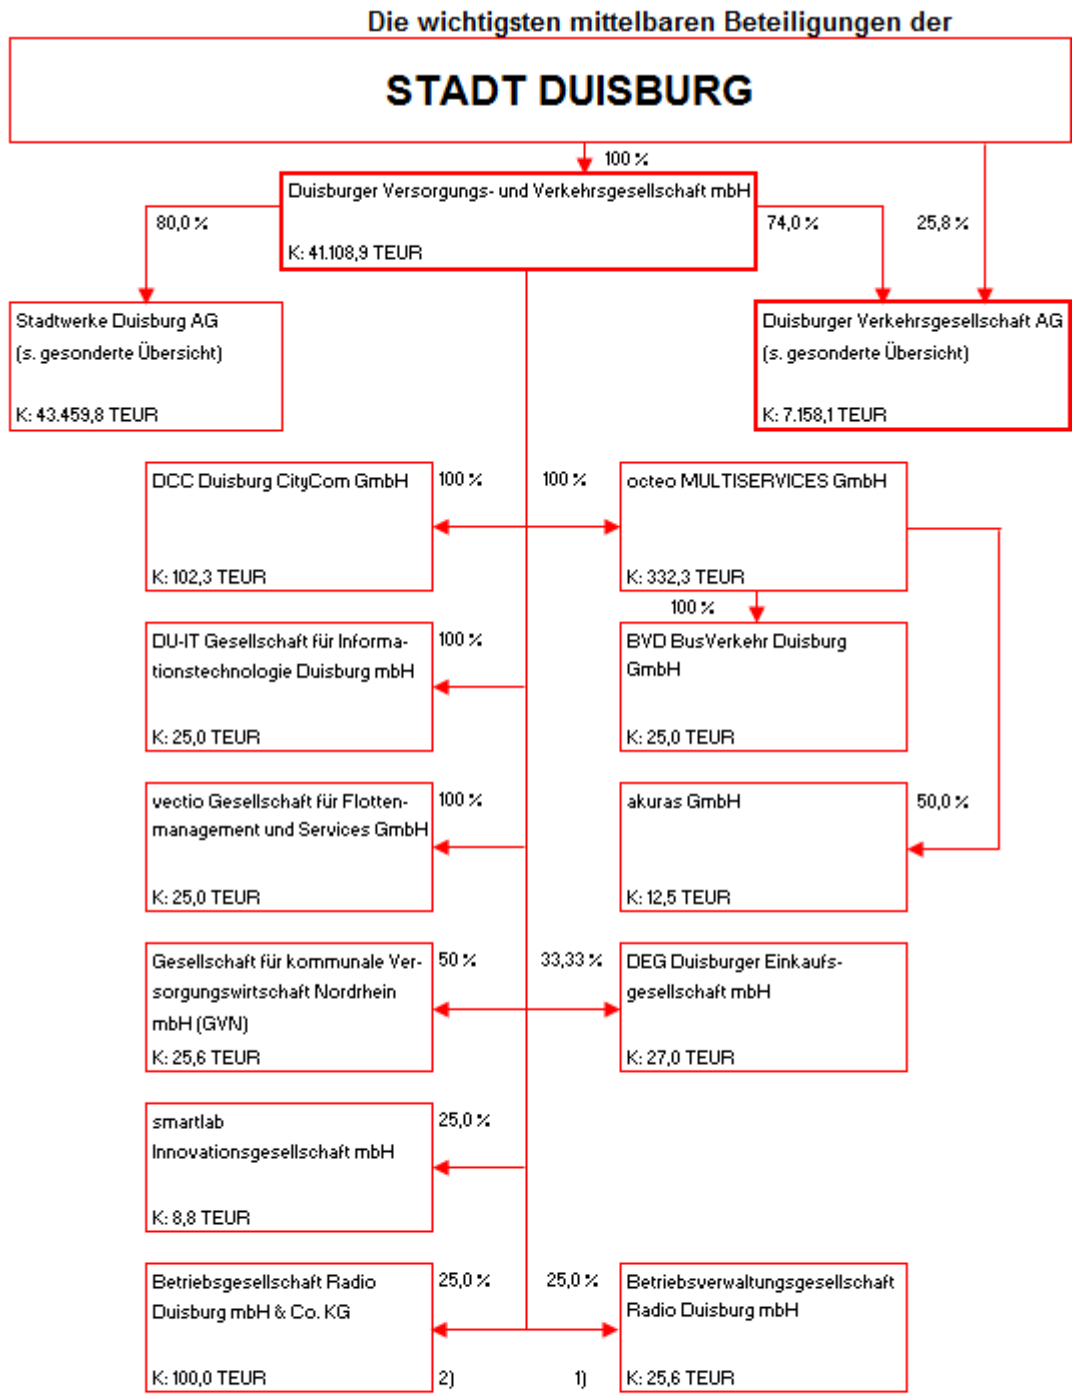 Die wichtigsten mittelbaren Beteiligungen der
STADT DUISBURG
100 %
Duisburger Versorgungs- und Verkehrsgesellschaft mbH
K: 41.108,9 TEUR
80,0 %
74,0 %
25,8 %
Stadtwerke Duisburg AG
(s. gesonderte Übersicht)
K: 43.459,8 TEUR
Duisburger Verkehrsgesellschaft AG
(s. gesonderte Übersicht)
K: 7.158,1 TEUR
DCC Duisburg CityCom GmbH
K: 102,3 TEUR
100 %
100 %
octeo MULTISERVICES GmbH
K: 332,3 TEUR
100 %
DU-IT Gesellschaft für Informa-
tionstechnologie Duisburg mbH
K: 25,0 TEUR
100 %
BVD BusVerkehr Duisburg
GmbH
K: 25,0 TEUR
vectio Gesellschaft für Flotten-
management und Services GmbH
K: 25,0 TEUR
100 %
akuras GmbH
K: 12,5 TEUR
50,0 %
Gesellschaft für kommunale Ver-
sorgungswirtschaft Nordrhein
mbH (GVN)
K: 25,6 TEUR
50 %
33,33 %
DEG Duisburger Einkaufs-
gesellschaft mbH
K: 27,0 TEUR
smartlab
Innovationsgesellschaft mbH
K: 8,8 TEUR
25,0 %
Betriebsgesellschaft Radio
Duisburg mbH & Co. KG
K: 100,0 TEUR
25,0 %
2)
25,0 %
1)
Betriebsverwaltungsgesellschaft
Radio Duisburg mbH
K: 25,6 TEUR